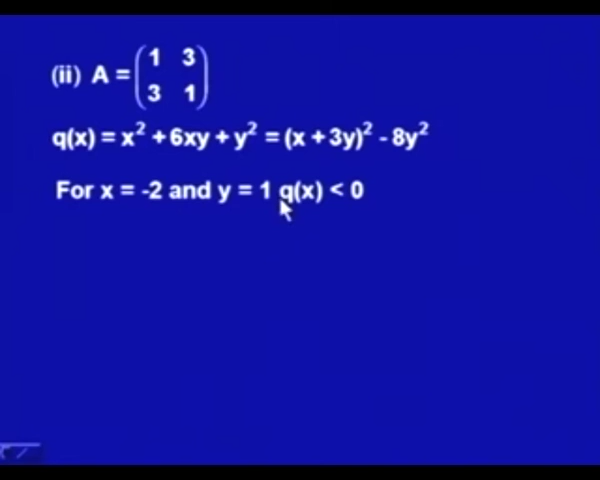 (ii) A = (1 3
3 1)
q(x) = x² + 6xy + y² = (x + 3y)² - 8y²
For x = -2 and y = 1 q(x) < 0